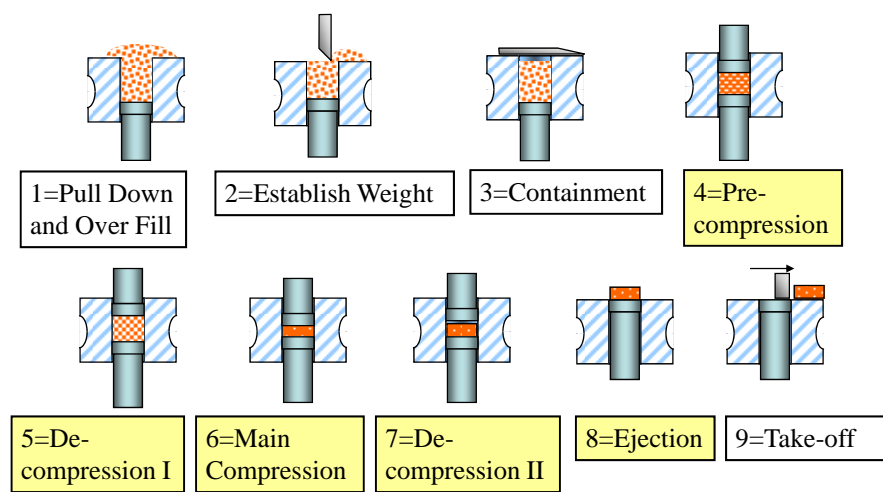 1=Pull Down
and Over Fill
2=Establish Weight
3=Containment
4=Pre-
compression
5=De-
compression I
6=Main
Compression
7=De-
compression II
8=Ejection
9=Take-off